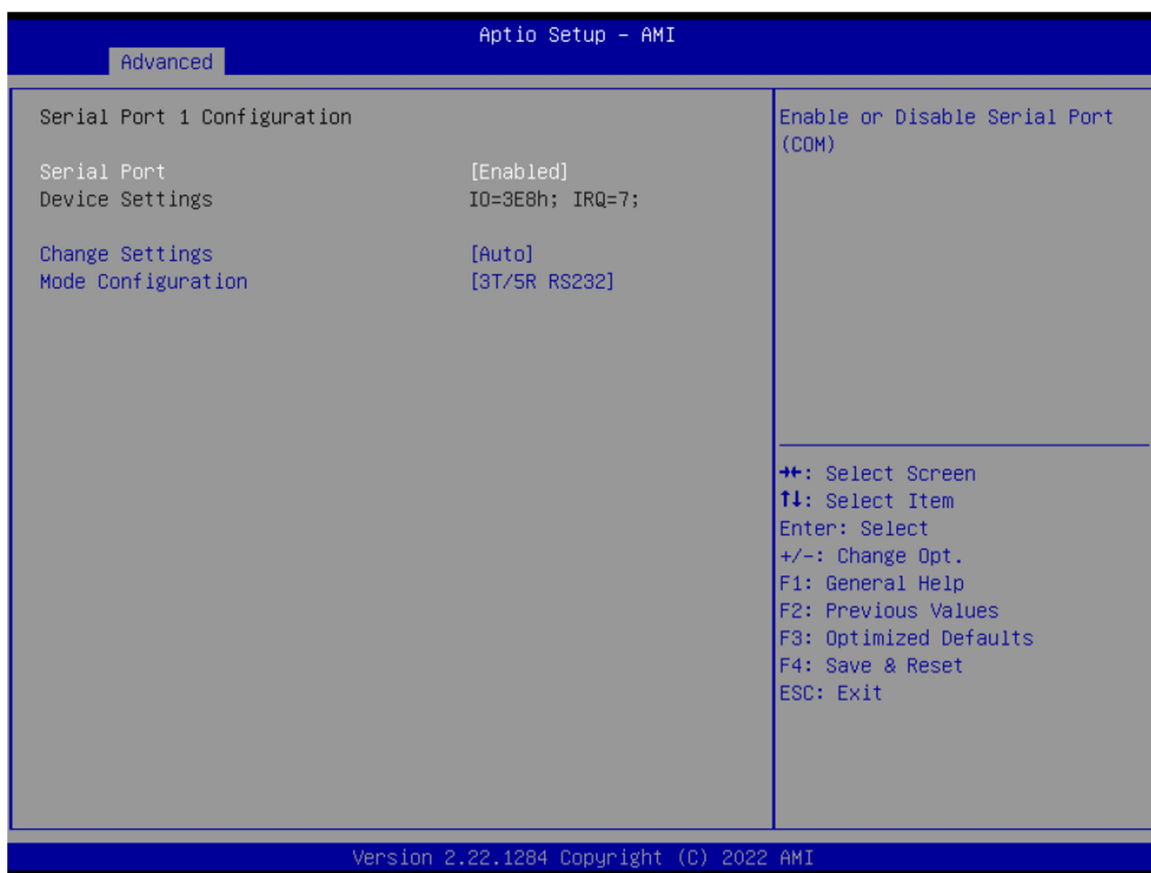 Aptio Setup – AMI
Advanced
Serial Port 1 Configuration
Serial Port [Enabled]
Device Settings IO=3E8h; IRQ=7;
Change Settings [Auto]
Mode Configuration [3T/5R RS232]
Enable or Disable Serial Port
(COM)
→←: Select Screen
↑↓: Select Item
Enter: Select
+/-: Change Opt.
F1: General Help
F2: Previous Values
F3: Optimized Defaults
F4: Save & Reset
ESC: Exit
Version 2.22.1284 Copyright (C) 2022 AMI